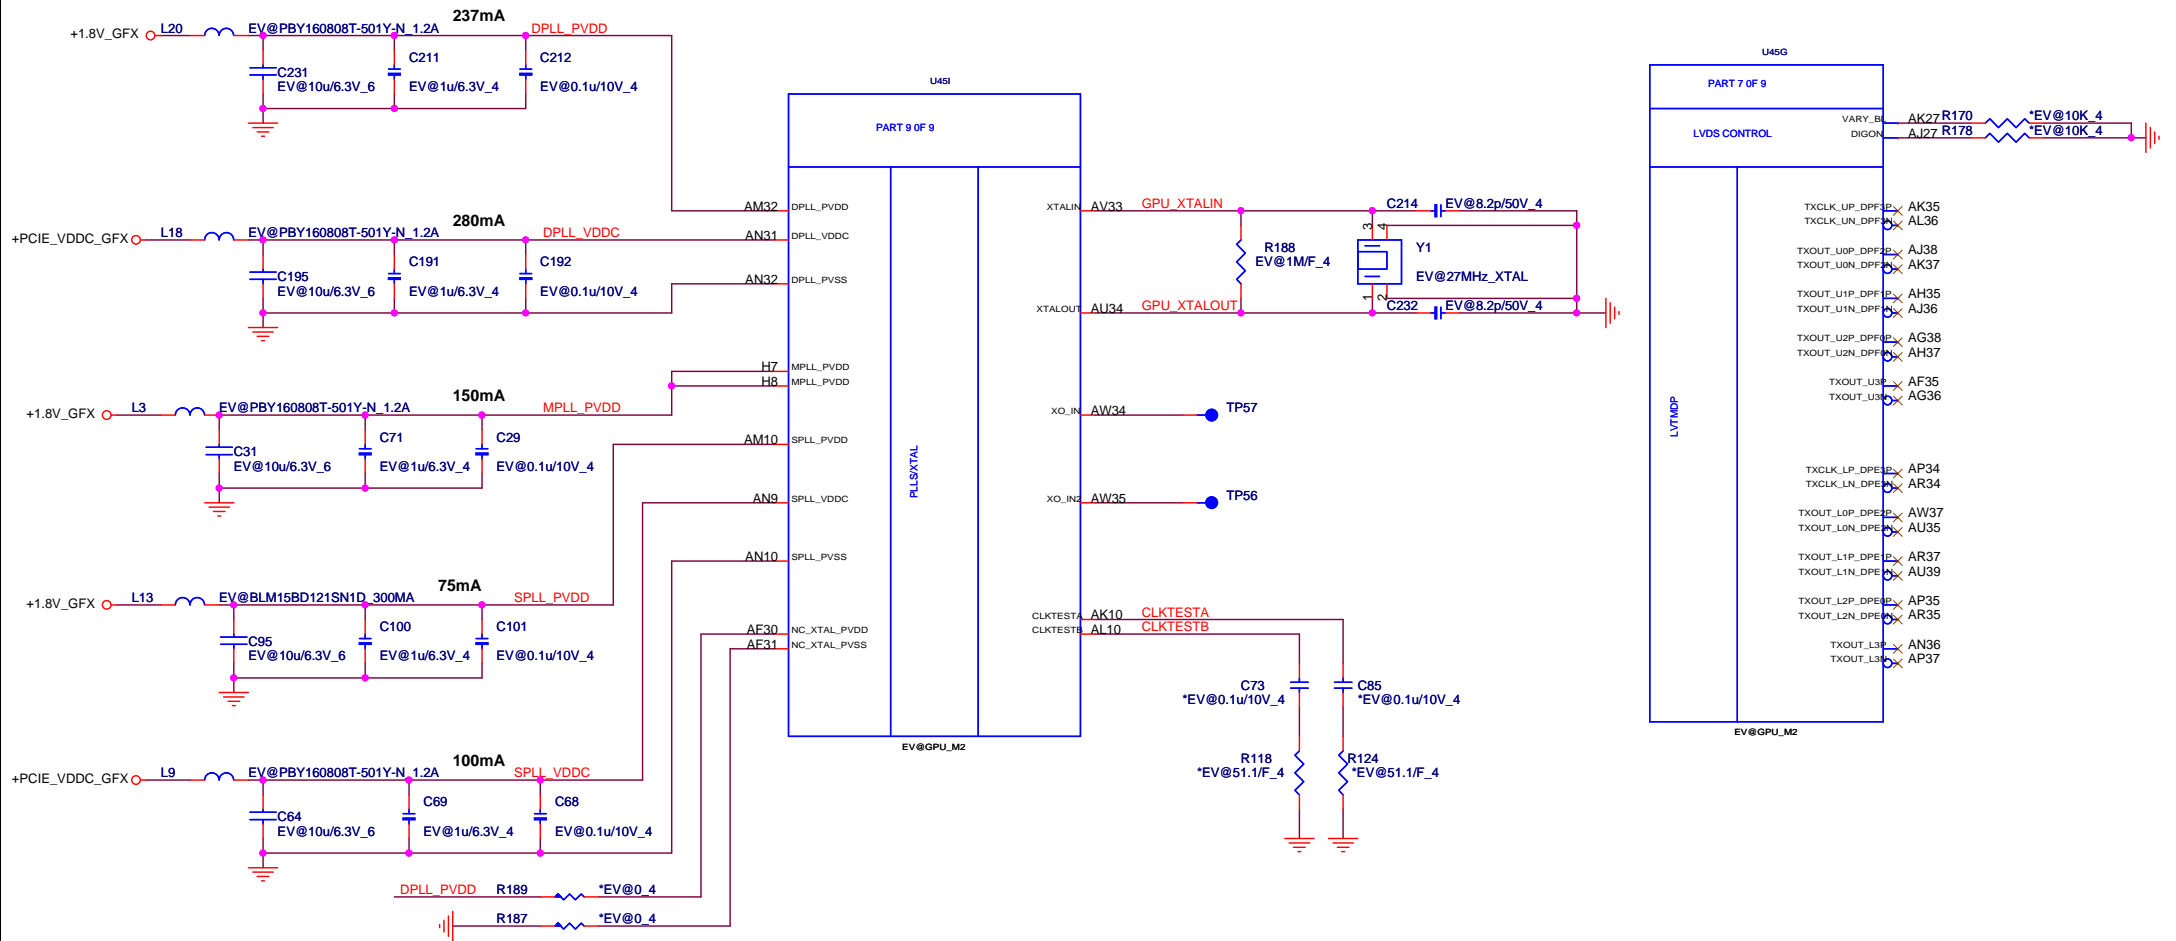 237mA
+1.8V_GFX
L20
EV@PBY160808T-501Y-N_1.2A
DPLL_PVDD
C231
EV@10u/6.3V_6
C211
EV@1u/6.3V_4
C212
EV@0.1u/10V_4
280mA
+PCIE_VDDC_GFX
L18
EV@PBY160808T-501Y-N_1.2A
DPLL_VDDC
C195
EV@10u/6.3V_6
C191
EV@1u/6.3V_4
C192
EV@0.1u/10V_4
150mA
+1.8V_GFX
L3
EV@PBY160808T-501Y-N_1.2A
MPLL_PVDD
C31
EV@10u/6.3V_6
C71
EV@1u/6.3V_4
C29
EV@0.1u/10V_4
75mA
+1.8V_GFX
L13
EV@BLM15BD121SN1D_300MA
SPLL_PVDD
C95
EV@10u/6.3V_6
C100
EV@1u/6.3V_4
C101
EV@0.1u/10V_4
100mA
+PCIE_VDDC_GFX
L9
EV@PBY160808T-501Y-N_1.2A
SPLL_VDDC
C64
EV@10u/6.3V_6
C69
EV@1u/6.3V_4
C68
EV@0.1u/10V_4
DPLL_PVDD
R189
*EV@0_4
R187
*EV@0_4
U45I
PART 9 0F 9
PLLS/XTAL
AM32 DPLL_PVDD
AN31 DPLL_VDDC
AN32 DPLL_PVSS
H7 MPLL_PVDD
H8 MPLL_PVDD
AM10 SPLL_PVDD
AN9 SPLL_VDDC
AN10 SPLL_PVSS
AF30 NC_XTAL_PVDD
AF31 NC_XTAL_PVSS
XTALIN AV33 GPU_XTALIN
XTALOUT AU34 GPU_XTALOUT
XO_IN AW34 TP57
XO_IN2 AW35 TP56
CLKTESTA AK10 CLKTESTA
CLKTESTB AL10 CLKTESTB
EV@GPU_M2
R188
EV@1M/F_4
C214
EV@8.2p/50V_4
3
4
Y1
EV@27MHz_XTAL
1
2
C232
EV@8.2p/50V_4
C73
*EV@0.1u/10V_4
C85
*EV@0.1u/10V_4
R118
*EV@51.1/F_4
R124
*EV@51.1/F_4
U45G
PART 7 0F 9
LVDS CONTROL
LVTMDP
VARY_BL AK27 R170 *EV@10K_4
DIGON AJ27 R178 *EV@10K_4
TXCLK_UP_DPF3P AK35
TXCLK_UN_DPF3N AL36
TXOUT_U0P_DPF2P AJ38
TXOUT_U0N_DPF2N AK37
TXOUT_U1P_DPF1P AH35
TXOUT_U1N_DPF1N AJ36
TXOUT_U2P_DPF0P AG38
TXOUT_U2N_DPF0N AH37
TXOUT_U3P AF35
TXOUT_U3N AG36
TXCLK_LP_DPE3P AP34
TXCLK_LN_DPE3N AR34
TXOUT_L0P_DPE2P AW37
TXOUT_L0N_DPE2N AU35
TXOUT_L1P_DPE1P AR37
TXOUT_L1N_DPE1N AU39
TXOUT_L2P_DPE0P AP35
TXOUT_L2N_DPE0N AR35
TXOUT_L3P AN36
TXOUT_L3N AP37
EV@GPU_M2